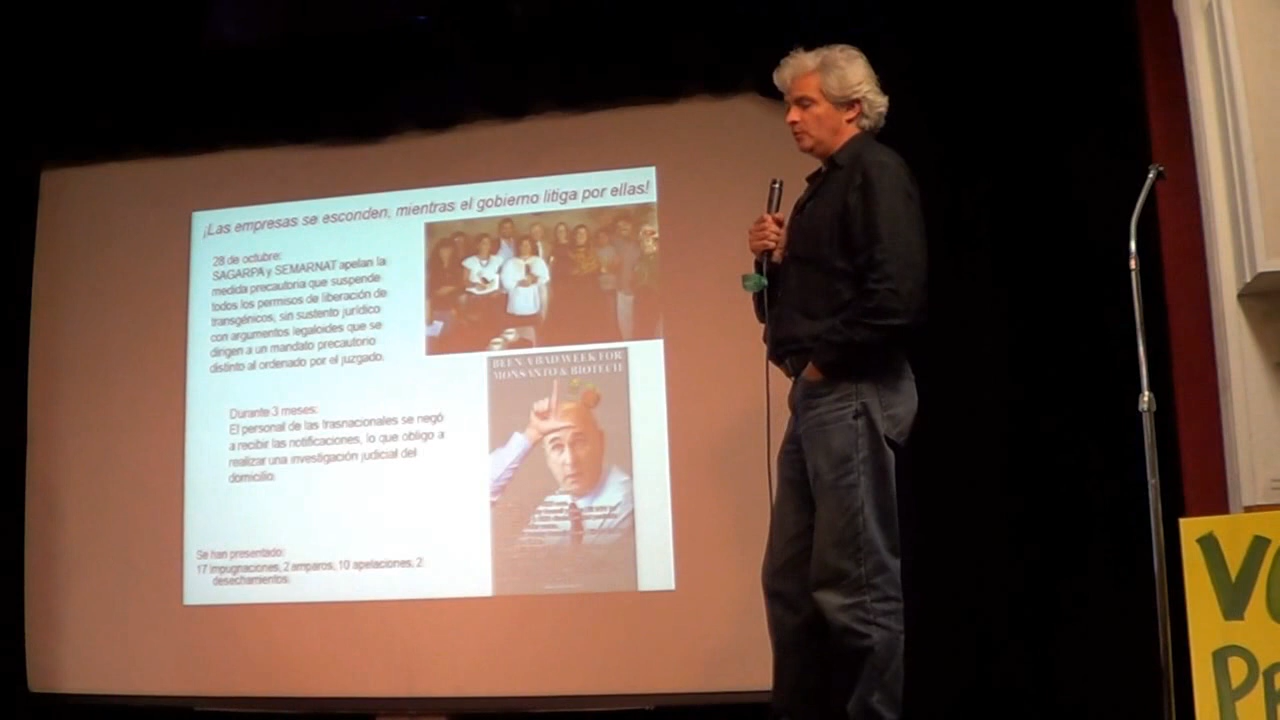 ¡Las empresas se esconden, mientras el gobierno litiga por ellas!
28 de octubre:
SAGARPA y SEMARNAT apelan la
medida precautoria que suspende
todos los permisos de liberación de
transgénicos, sin sustento jurídico
con argumentos legaloides que se
dirigen a un mandato precautorio
distinto al ordenado por el juzgado.
BEEN A BAD WEEK FOR
MONSANTO & BIOTECH
Durante 3 meses:
El personal de las trasnacionales se negó
a recibir las notificaciones, lo que obligo a
realizar una investigación judicial del
domicilio.
Se han presentado:
17 impugnaciones, 2 amparos, 10 apelaciones, 2
desechamientos.